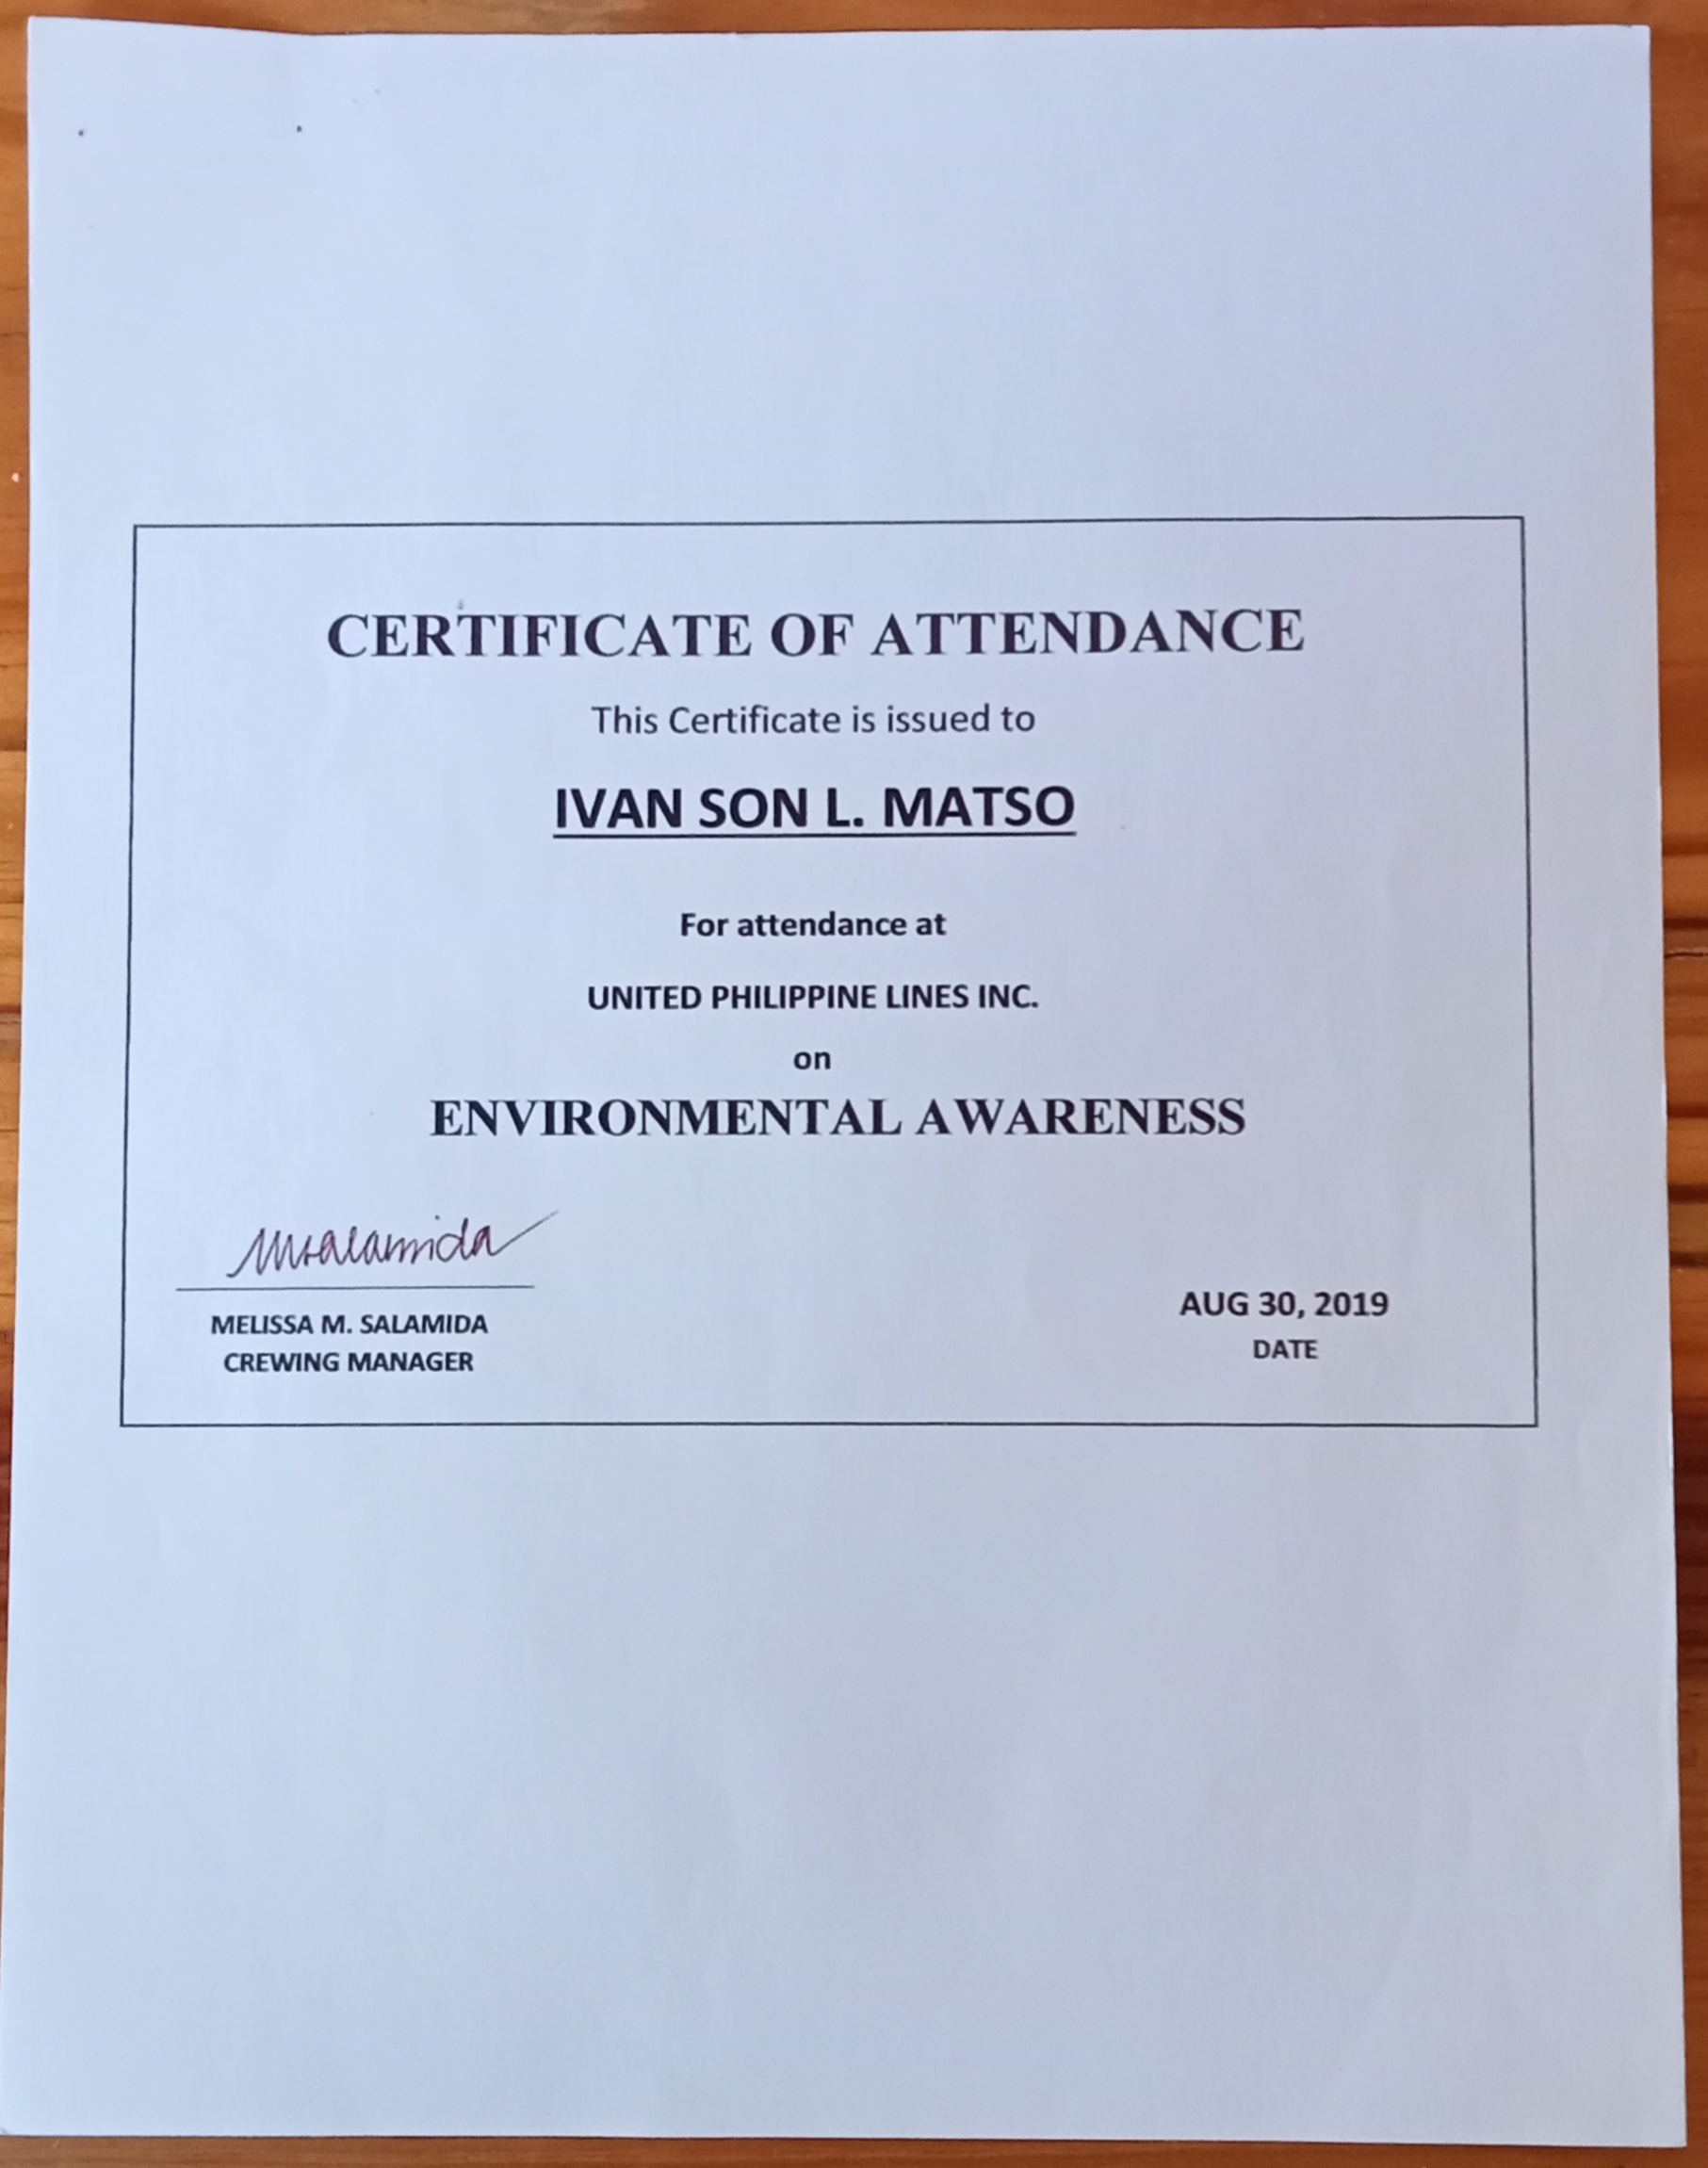 CERTIFICATE OF ATTENDANCE
This Certificate is issued to
IVAN SON L. MATSO
For attendance at
UNITED PHILIPPINE LINES INC.
on
ENVIRONMENTAL AWARENESS
MSalamida
MELISSA M. SALAMIDA
CREWING MANAGER
AUG 30, 2019
DATE